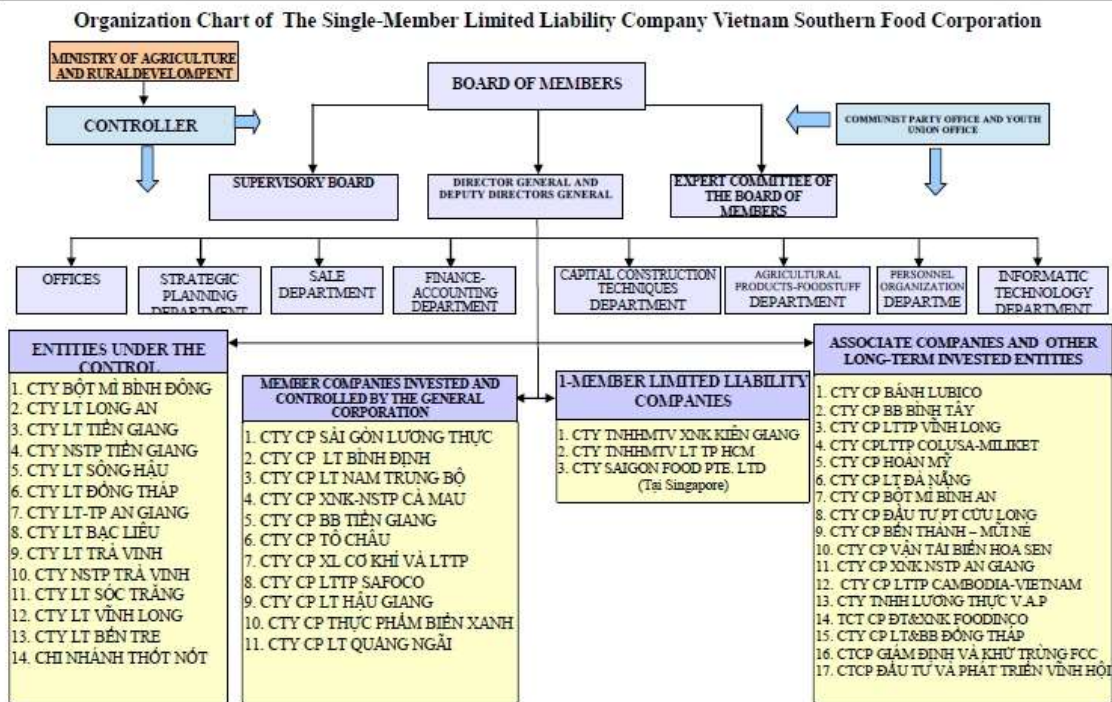 Organization Chart of The Single-Member Limited Liability Company Vietnam Southern Food Corporation
MINISTRY OF AGRICULTURE
AND RURALDEVELOMPENT
BOARD OF MEMBERS
CONTROLLER
COMMUNIST PARTY OFFICE AND YOUTH
UNION OFFICE
SUPERVISORY BOARD
DIRECTOR GENERAL AND
DEPUTY DIRECTORS GENERAL
EXPERT COMMITTEE OF
THE BOARD OF
MEMBERS
OFFICES
STRATEGIC
PLANNING
DEPARTMENT
SALE
DEPARTMENT
FINANCE-
ACCOUNTING
DEPARTMENT
CAPITAL CONSTRUCTION
TECHNIQUES
DEPARTMENT
AGRICULTURAL
PRODUCTS-FOODSTUFF
DEPARTMENT
PERSONNEL
ORGANIZATION
DEPARTME
INFORMATIC
TECHNOLOGY
DEPARTMENT
ENTITIES UNDER THE
CONTROL
1. CTY BỘT MÌ BÌNH ĐÔNG
2. CTY LT LONG AN
3. CTY LT TIỀN GIANG
4. CTY NSTP TIỀN GIANG
5. CTY LT SÔNG HẬU
6. CTY LT ĐỒNG THÁP
7. CTY LT-TP AN GIANG
8. CTY LT BẠC LIÊU
9. CTY LT TRÀ VINH
10. CTY NSTP TRÀ VINH
11. CTY LT SÓC TRĂNG
12. CTY LT VĨNH LONG
13. CTY LT BẾN TRE
14. CHI NHÁNH THỐT NỐT
MEMBER COMPANIES INVESTED AND
CONTROLLED BY THE GENERAL
CORPORATION
1. CTY CP SÀI GÒN LƯƠNG THỰC
2. CTY CP LT BÌNH ĐỊNH
3. CTY CP LT NAM TRUNG BỘ
4. CTY CP XNK-NSTP CÀ MAU
5. CTY CP BB TIỀN GIANG
6. CTY CP TÔ CHÂU
7. CTY CP XL CƠ KHÍ VÀ LTTP
8. CTY CP LTTP SAFOCO
9. CTY CP LT HẬU GIANG
10. CTY CP THỰC PHẨM BIỂN XANH
11. CTY CP LT QUẢNG NGÃI
1-MEMBER LIMITED LIABILITY
COMPANIES
1. CTY TNHHMTV XNK KIÊN GIANG
2. CTY TNHHMTV LT TP HCM
3. CTY SAIGON FOOD PTE. LTD
(Tại Singapore)
ASSOCIATE COMPANIES AND OTHER
LONG-TERM INVESTED ENTITIES
1. CTY CP BÁNH LUBICO
2. CTY CP BB BÌNH TÂY
3. CTY CP LTTP VĨNH LONG
4. CTY CPLTTP COLUSA-MILIKET
5. CTY CP HOÀN MỸ
6. CTY CP LT ĐÀ NẴNG
7. CTY CP BỘT MÌ BÌNH AN
8. CTY CP ĐẦU TƯ PT CỬU LONG
9. CTY CP BẾN THÀNH – MŨI NÉ
10. CTY CP VẬN TẢI BIỂN HOA SEN
11. CTY CP XNK NSTP AN GIANG
12. CTY CP LTTP CAMBODIA-VIETNAM
13. CTY TNHH LƯƠNG THỰC V.A.P
14. TCT CP ĐT&XNK FOODINCO
15. CTY CP LT&BB ĐỒNG THÁP
16. CTCP GIÁM ĐỊNH VÀ KHỬ TRÙNG FCC
17. CTCP ĐẦU TƯ VÀ PHÁT TRIỂN VĨNH HỘI